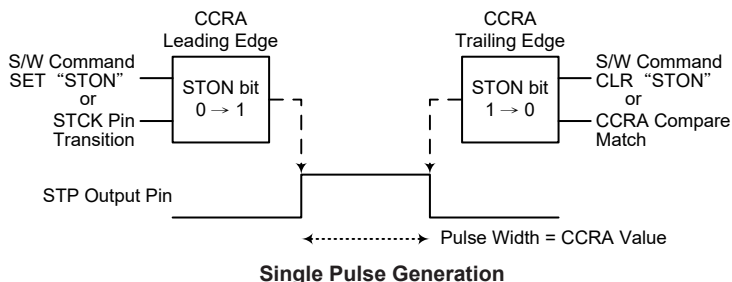 CCRA
Leading Edge
CCRA
Trailing Edge
S/W Command
SET “STON”
or
STCK Pin
Transition
STON bit
0 → 1
STON bit
1 → 0
S/W Command
CLR “STON”
or
CCRA Compare
Match
STP Output Pin
Pulse Width = CCRA Value
Single Pulse Generation